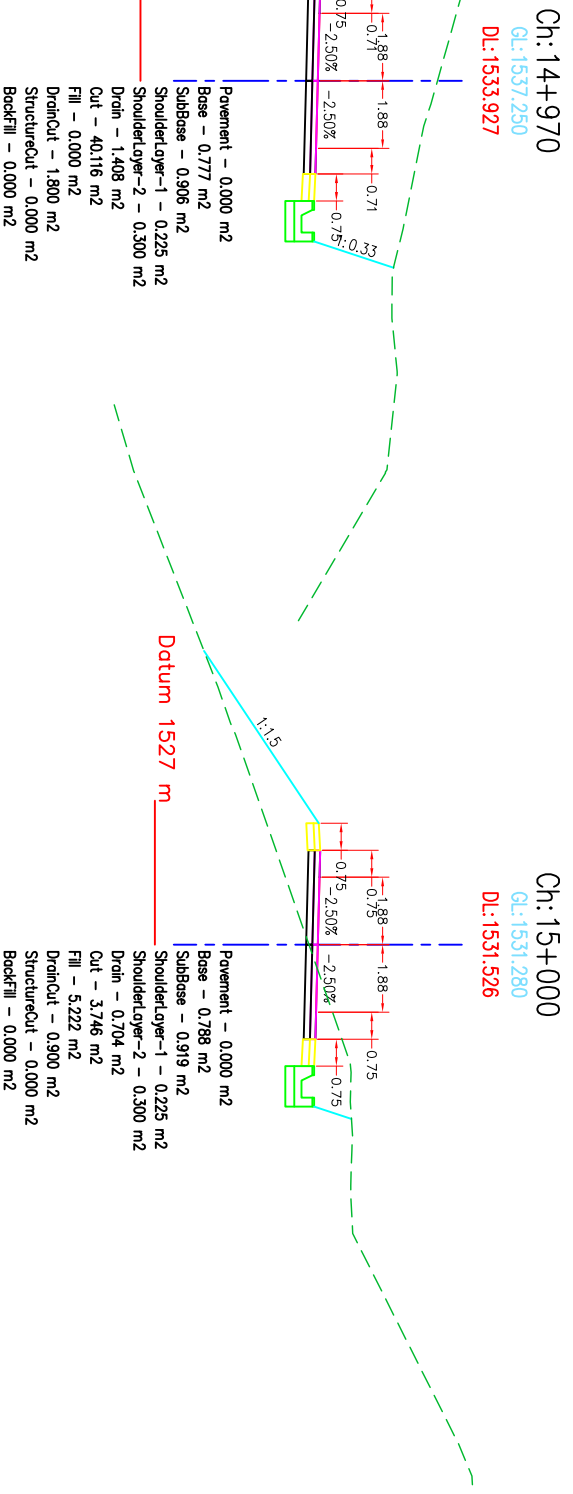 Ch: 14+970
GL:1537.250
DL:1533.927
1.88
1.88
0.71
0.71
0.75
0.75
-2.50%
-2.50%
1:0.33
Pavement - 0.000 m2
Base - 0.777 m2
SubBase - 0.906 m2
ShoulderLayer-1 - 0.225 m2
ShoulderLayer-2 - 0.300 m2
Drain - 1.408 m2
Cut - 40.116 m2
Fill - 0.000 m2
DrainCut - 1.800 m2
StructureCut - 0.000 m2
BackFill - 0.000 m2
Ch: 15+000
GL:1531.280
DL:1531.526
1.88
1.88
0.75
0.75
0.75
0.75
-2.50%
-2.50%
1:1.5
Datum 1527 m
Pavement - 0.000 m2
Base - 0.788 m2
SubBase - 0.919 m2
ShoulderLayer-1 - 0.225 m2
ShoulderLayer-2 - 0.300 m2
Drain - 0.704 m2
Cut - 3.746 m2
Fill - 5.222 m2
DrainCut - 0.900 m2
StructureCut - 0.000 m2
BackFill - 0.000 m2